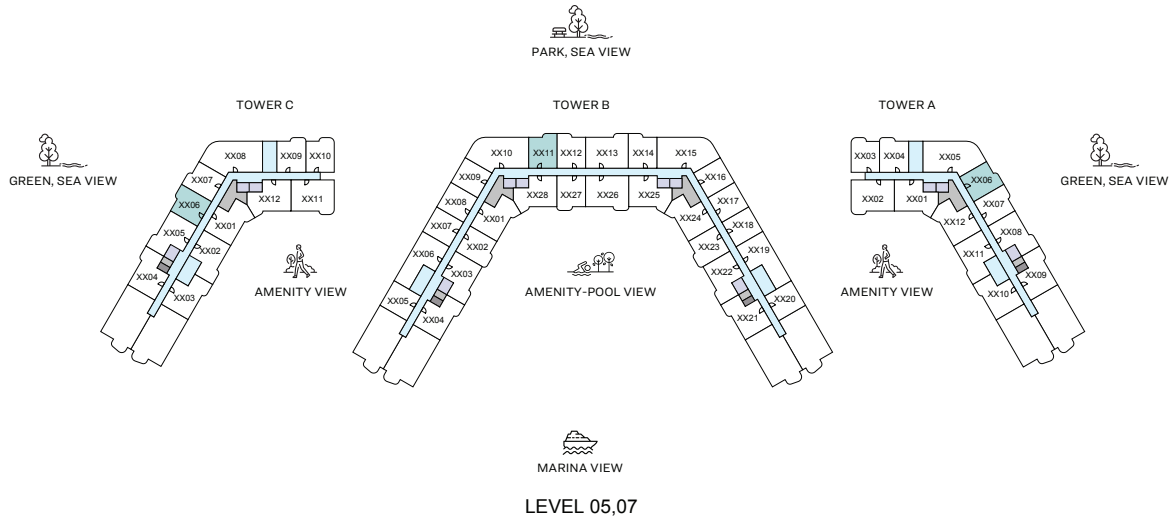 PARK, SEA VIEW
TOWER C
TOWER B
TOWER A
GREEN, SEA VIEW
GREEN, SEA VIEW
XX08
XX09
XX10
XX07
XX06
XX12
XX11
XX01
XX05
XX02
XX04
XX03
XX10
XX11
XX12
XX13
XX14
XX15
XX09
XX16
XX28
XX27
XX26
XX25
XX08
XX17
XX01
XX24
XX07
XX18
XX02
XX23
XX06
XX19
XX03
XX22
XX05
XX20
XX04
XX21
XX03
XX04
XX05
XX06
XX02
XX01
XX07
XX12
XX08
XX11
XX09
XX10
AMENITY VIEW
AMENITY-POOL VIEW
AMENITY VIEW
MARINA VIEW
LEVEL 05,07